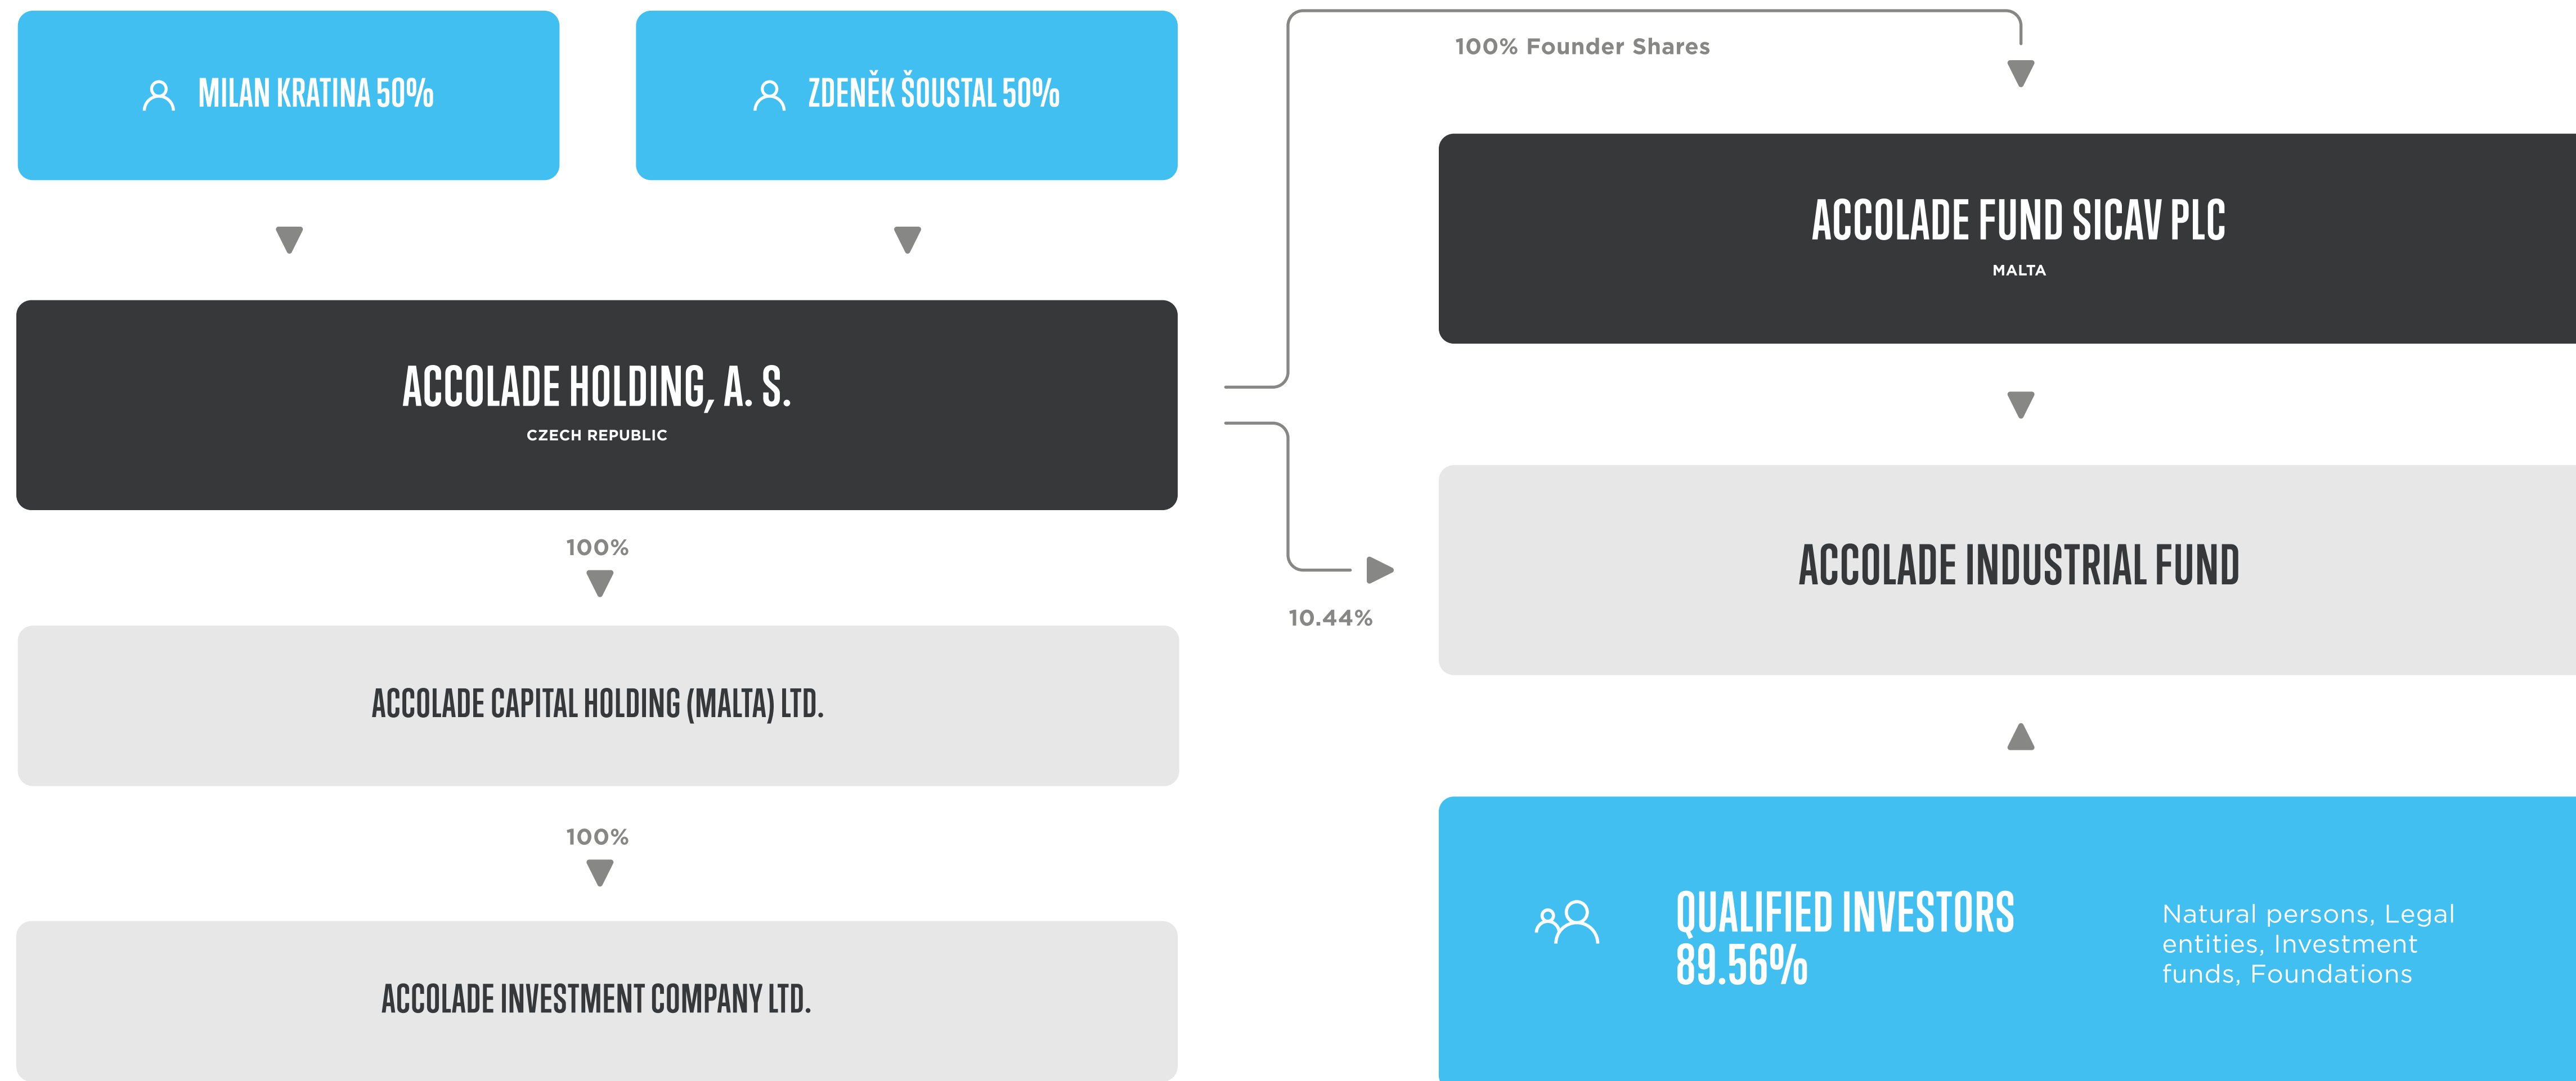 MILAN KRATINA 50%
ZDENĚK ŠOUSTAL 50%
ACCOLADE HOLDING, A. S.
CZECH REPUBLIC
100%
ACCOLADE CAPITAL HOLDING (MALTA) LTD.
100%
ACCOLADE INVESTMENT COMPANY LTD.
100% Founder Shares
ACCOLADE FUND SICAV PLC
MALTA
10.44%
ACCOLADE INDUSTRIAL FUND
QUALIFIED INVESTORS
89.56%
Natural persons, Legal
entities, Investment
funds, Foundations